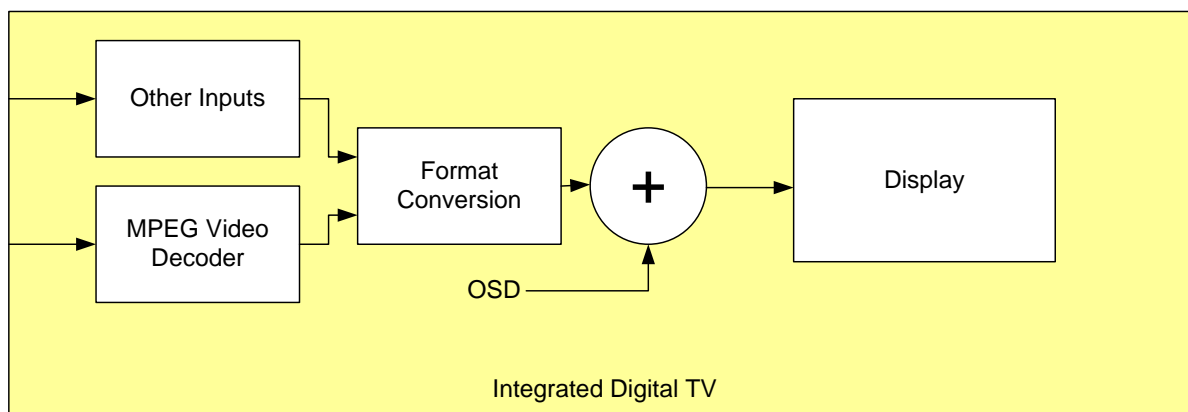 Other Inputs
MPEG Video
Decoder
Format
Conversion
+
OSD
Display
Integrated Digital TV